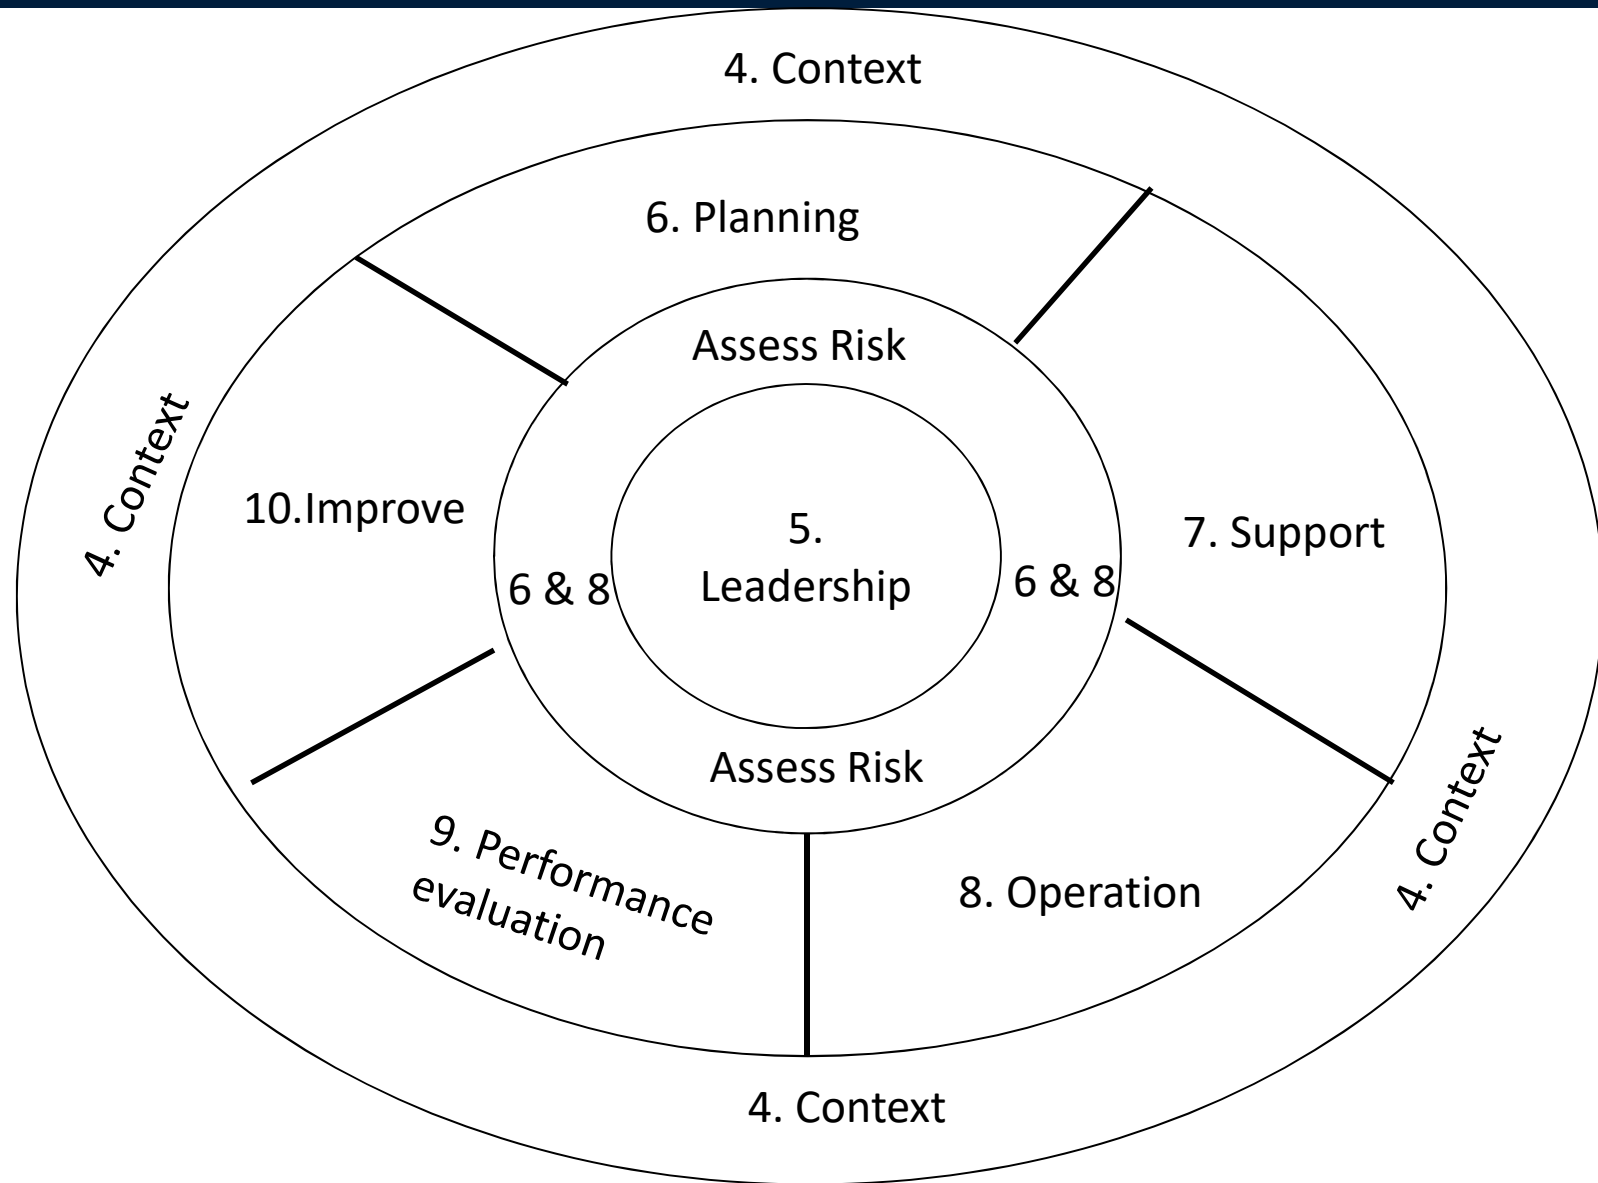 4. Context
6. Planning
Assess Risk
4. Context
10.Improve
5.
Leadership
6 & 8
6 & 8
7. Support
Assess Risk
4. Context
9. Performance
evaluation
8. Operation
4. Context